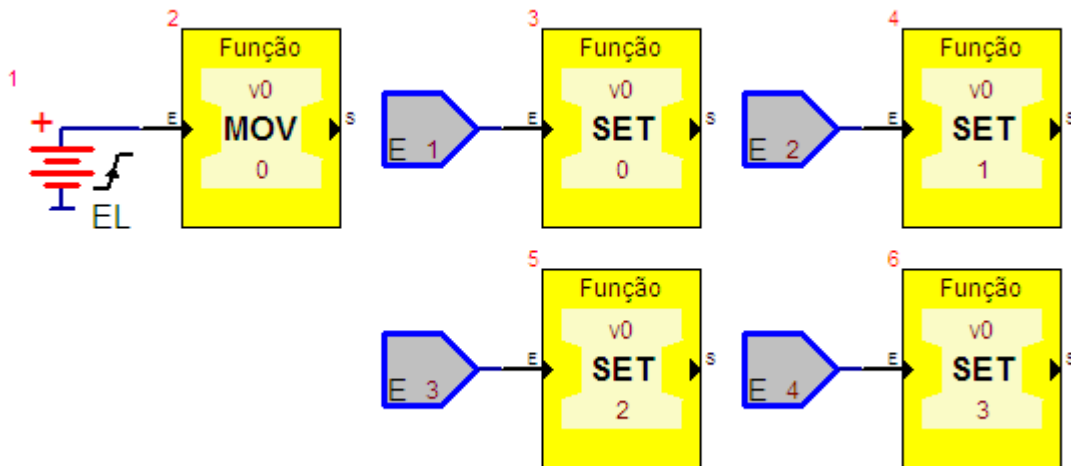 2
3
4
1
Função
Função
Função
v0
v0
v0
+
E MOV S
E 1 E SET S
E 2 E SET S
0
0
1
EL
5
6
Função
Função
v0
v0
E 3 E SET S
E 4 E SET S
2
3